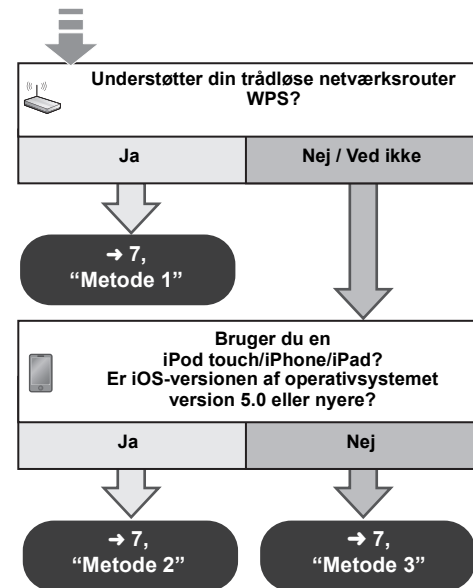 Understøtter din trådløse netværksrouter
WPS?
Ja
Nej / Ved ikke
➜ 7,
“Metode 1”
Bruger du en
iPod touch/iPhone/iPad?
Er iOS-versionen af operativsystemet
version 5.0 eller nyere?
Ja
Nej
➜ 7,
“Metode 2”
➜ 7,
“Metode 3”